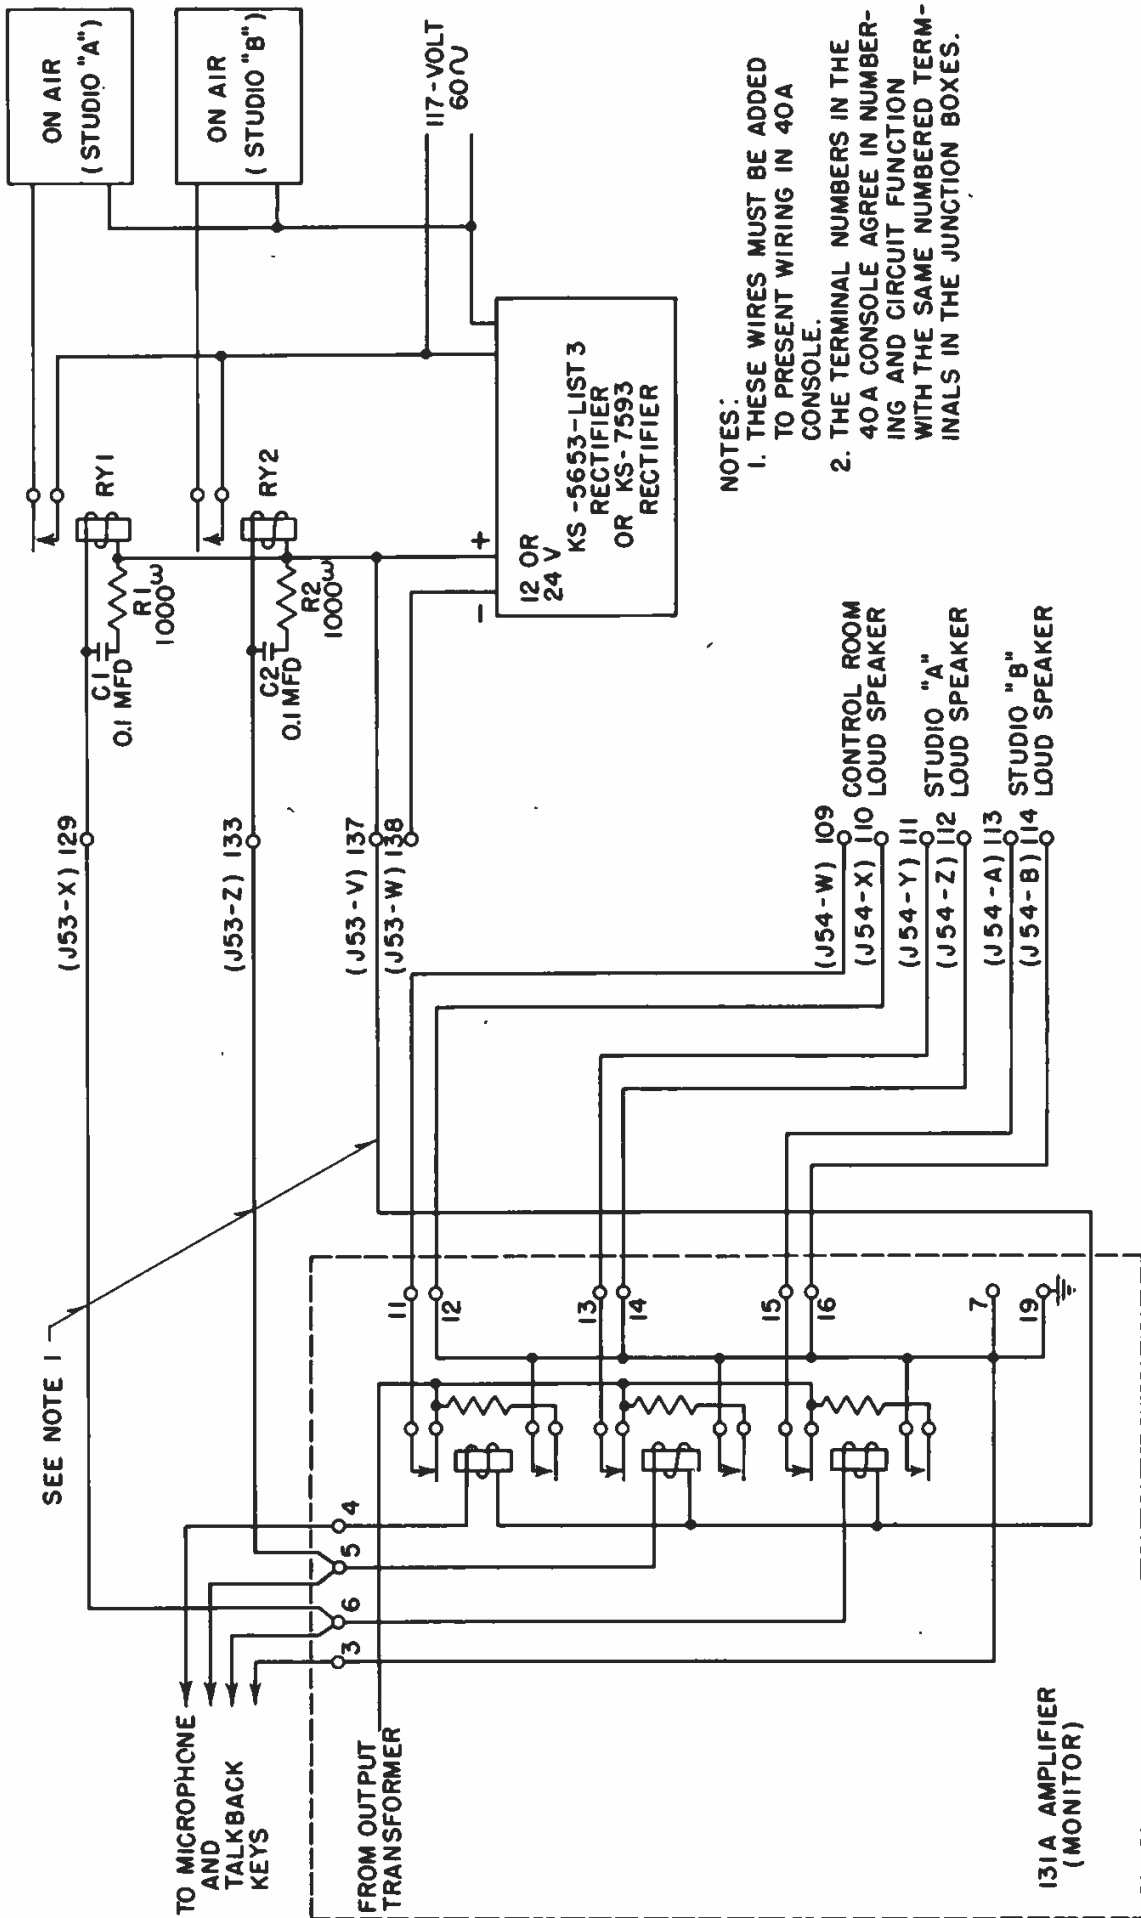 ON AIR
(STUDIO "A")
ON AIR
(STUDIO "B")
117-VOLT
60∿
RY1
RY2
R1
1000ω
R2
1000ω
C1
0.1 MFD
C2
0.1 MFD
+
−
12 OR
24 V
KS-5653-LIST 3
RECTIFIER
OR KS-7593
RECTIFIER
NOTES:
1. THESE WIRES MUST BE ADDED
TO PRESENT WIRING IN 40A
CONSOLE.
2. THE TERMINAL NUMBERS IN THE
40A CONSOLE AGREE IN NUMBER-
ING AND CIRCUIT FUNCTION
WITH THE SAME NUMBERED TERM-
INALS IN THE JUNCTION BOXES.
(J53-X) 129
(J53-Z) 133
(J53-V) 137
(J53-W) 138
(J54-W) 109
(J54-X) 110
(J54-Y) 111
(J54-Z) 112
(J54-A) 113
(J54-B) 114
CONTROL ROOM
LOUD SPEAKER
STUDIO "A"
LOUD SPEAKER
STUDIO "B"
LOUD SPEAKER
SEE NOTE 1
11
12
13
14
15
16
7
19
4
5
6
3
TO MICROPHONE
AND
TALKBACK
KEYS
FROM OUTPUT
TRANSFORMER
131A AMPLIFIER
(MONITOR)